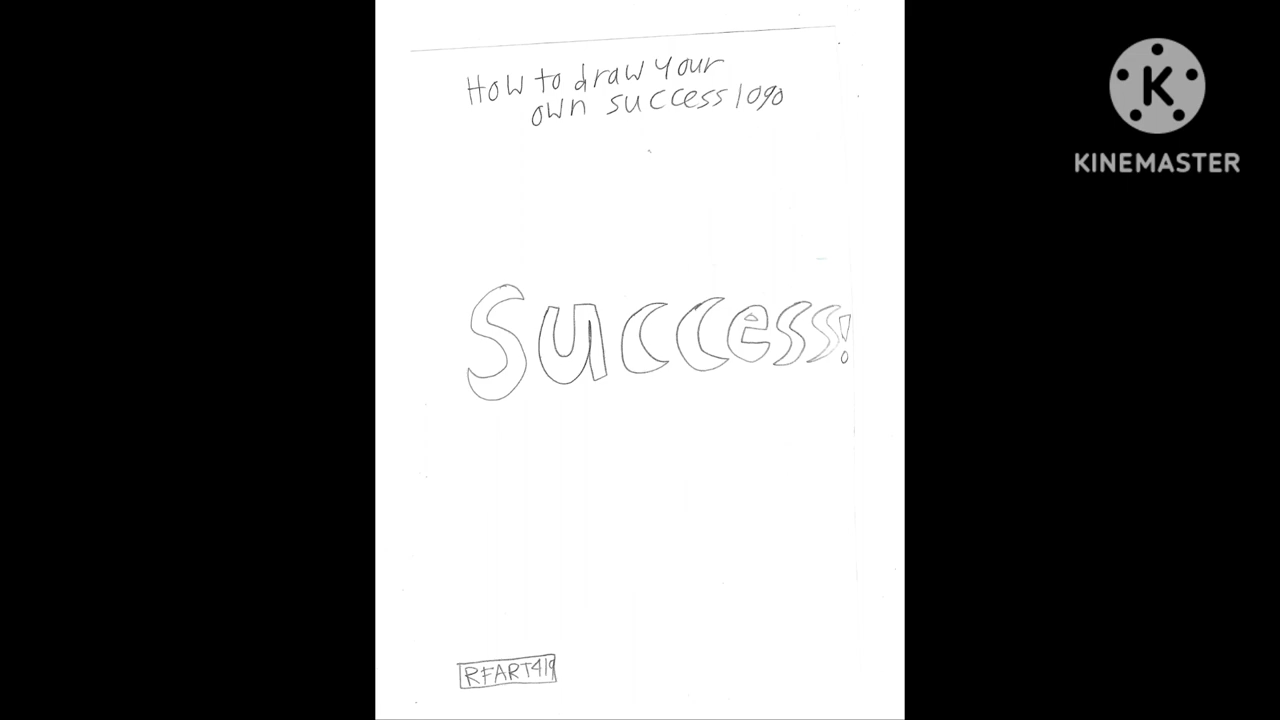 How to draw your
own success logo
K
KINEMASTER
Success!
RFART419